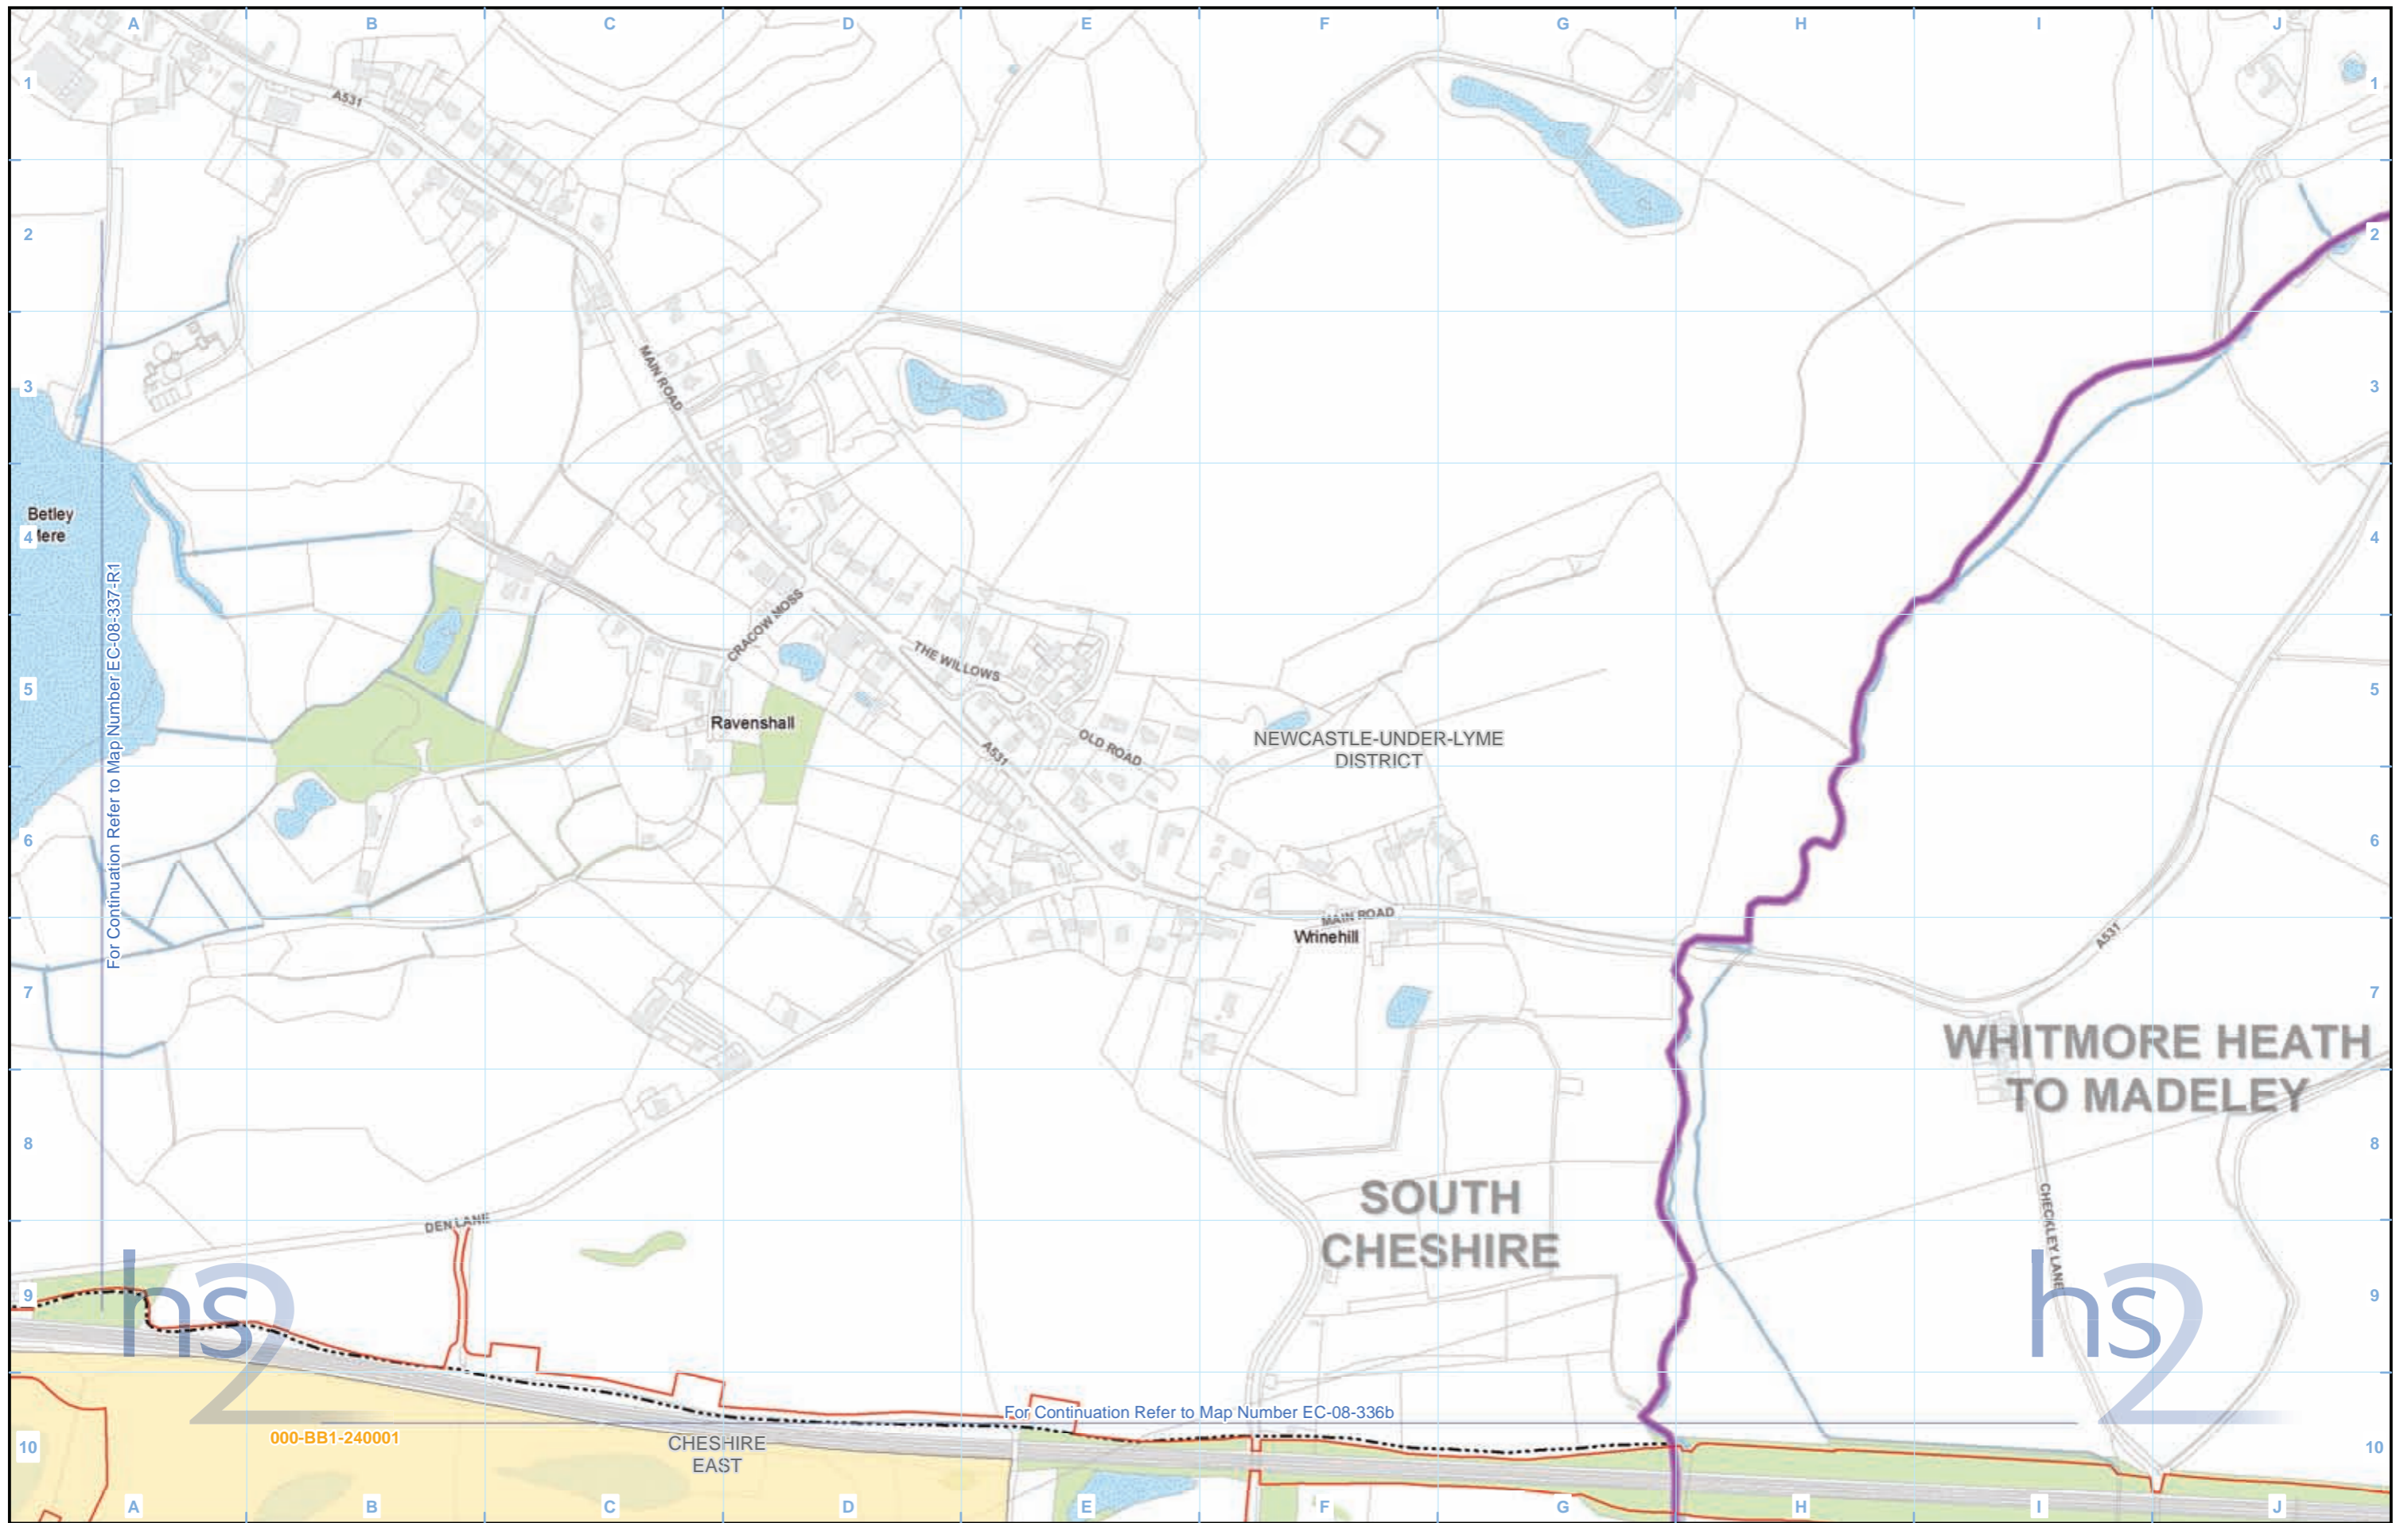 A B C D E F G H I J
1 1
A531
2 2
MAIN ROAD
3 3
Betley
4 4
For Continuation Refer to Map Number EC-08-337-R1
CRACOW MOSS
THE WILLOWS
5 5
Ravenshall
OLD ROAD
A531
NEWCASTLE-UNDER-LYME
DISTRICT
6 6
MAIN ROAD
Wrinehill
A531
7 7
WHITMORE HEATH
TO MADELEY
8 8
SOUTH
CHESHIRE
CHECKLEY LANE
DEN LANE
hs2 hs2
9 9
For Continuation Refer to Map Number EC-08-336b
000-BB1-240001
CHESHIRE
EAST
10 10
A B C D E F G H I J